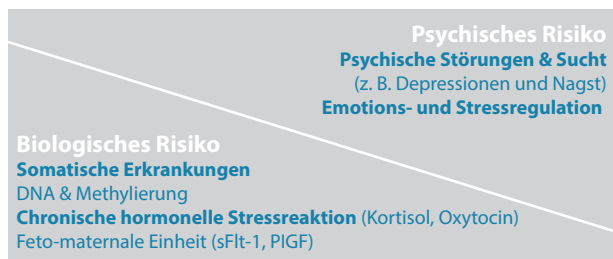 Psychisches Risiko
Psychische Störungen & Sucht
(z. B. Depressionen und Nagst)
Emotions- und Stressregulation
Biologisches Risiko
Somatische Erkrankungen
DNA & Methylierung
Chronische hormonelle Stressreaktion (Kortisol, Oxytocin)
Feto-maternale Einheit (sFlt-1, PIGF)